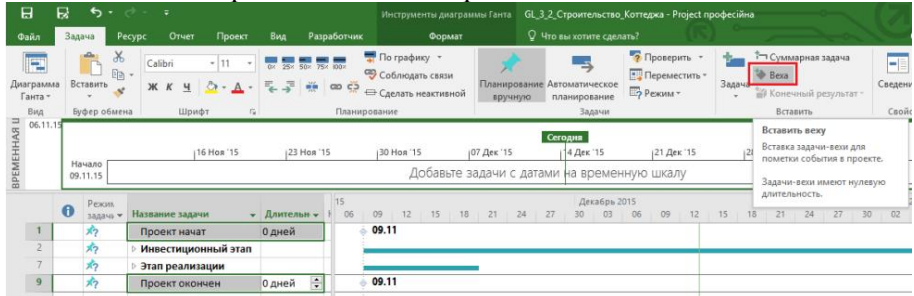 Инструменты диаграммы Ганта GL_3_2_Строительство_Коттеджа - Project професійна
Файл Задача Ресурс Отчет Проект Вид Разработчик Формат Что вы хотите сделать?
Диаграмма Ганта
Вид
Вставить
Буфер обмена
Calibri 11
Ж К Ч
Шрифт
0% 25% 50% 75% 100%
По графику
Соблюдать связи
Сделать неактивной
Планирование
Планирование вручную
Автоматическое планирование
Проверить
Переместить
Режим
Задачи
Задача
Суммарная задача
Веха
Конечный результат
Вставить
Сведени
Свойс
Вставить веху
Вставка задачи-вехи для
пометки события в проекте.
Задачи-вехи имеют нулевую
длительность.
ВРЕМЕННАЯ
06.11.15
Сегодня
16 Ноя '15 23 Ноя '15 30 Ноя '15 07 Дек '15 14 Дек '15 21 Дек '15
Начало
09.11.15
Добавьте задачи с датами на временную шкалу
15 Декабрь 2015
Режим задачи Название задачи Длительн 06 09 12 15 18 21 24 27 30 03 06 09 12 15 18 21 24 27 30 02
1 Проект начат 0 дней 09.11
2 Инвестиционный этап
7 Этап реализации
9 Проект окончен 0 дней 09.11